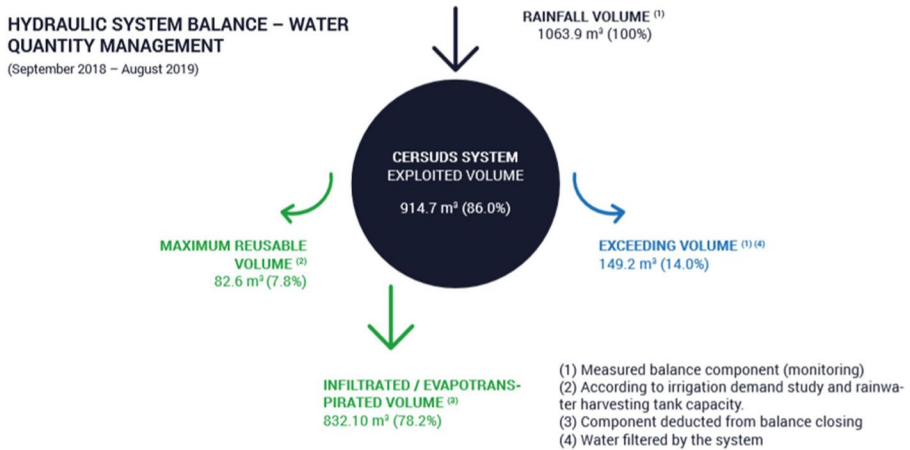 HYDRAULIC SYSTEM BALANCE – WATER
QUANTITY MANAGEMENT
(September 2018 – August 2019)
RAINFALL VOLUME (1)
1063.9 m³ (100%)
CERSUDS SYSTEM
EXPLOITED VOLUME
914.7 m³ (86.0%)
MAXIMUM REUSABLE
VOLUME (2)
82.6 m³ (7.8%)
EXCEEDING VOLUME (1) (4)
149.2 m³ (14.0%)
INFILTRATED / EVAPOTRANS-
PIRATED VOLUME (3)
832.10 m³ (78.2%)
(1) Measured balance component (monitoring)
(2) According to irrigation demand study and rainwa-
ter harvesting tank capacity.
(3) Component deducted from balance closing
(4) Water filtered by the system